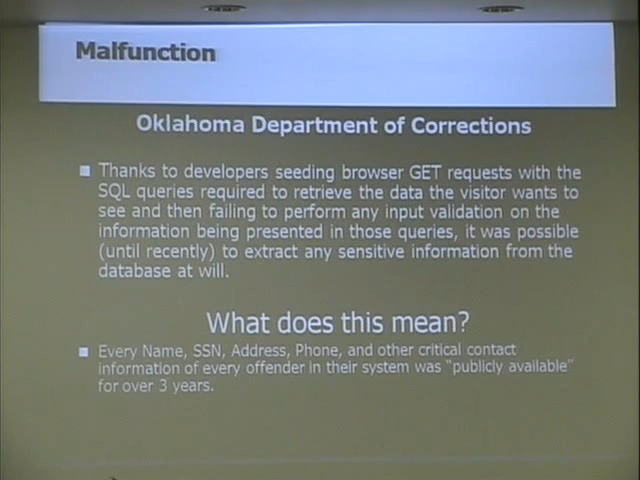 Malfunction
Oklahoma Department of Corrections
Thanks to developers seeding browser GET requests with the
SQL queries required to retrieve the data the visitor wants to
see and then failing to perform any input validation on the
information being presented in those queries, it was possible
(until recently) to extract any sensitive information from the
database at will.
What does this mean?
Every Name, SSN, Address, Phone, and other critical contact
information of every offender in their system was “publicly available”
for over 3 years.